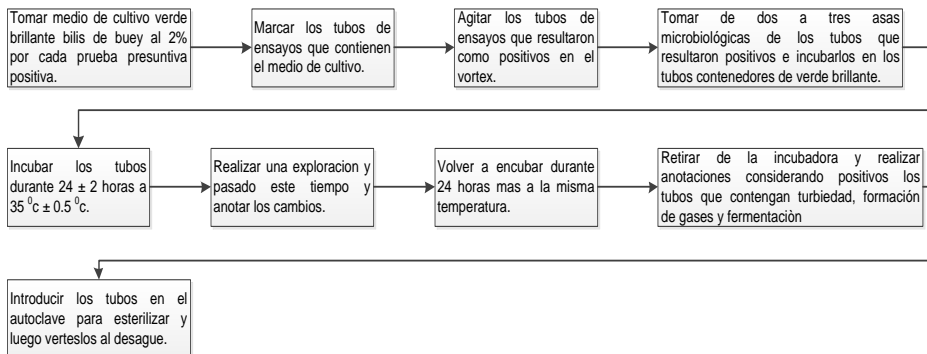 Tomar medio de cultivo verde
brillante bilis de buey al 2%
por cada prueba presuntiva
positiva.
Marcar los tubos de
ensayos que contienen
el medio de cultivo.
Agitar los tubos de
ensayos que resultaron
como positivos en el
vortex.
Tomar de dos a tres asas
microbiológicas de los tubos que
resultaron positivos e incubarlos en los
tubos contenedores de verde brillante.
Incubar los tubos
durante 24 ± 2 horas a
35 ⁰c ± 0.5 ⁰c.
Realizar una exploracion y
pasado este tiempo y
anotar los cambios.
Volver a encubar durante
24 horas mas a la misma
temperatura.
Retirar de la incubadora y realizar
anotaciones considerando positivos los
tubos que contengan turbiedad, formación
de gases y fermentaciòn
Introducir los tubos en el
autoclave para esterilizar y
luego verteslos al desague.